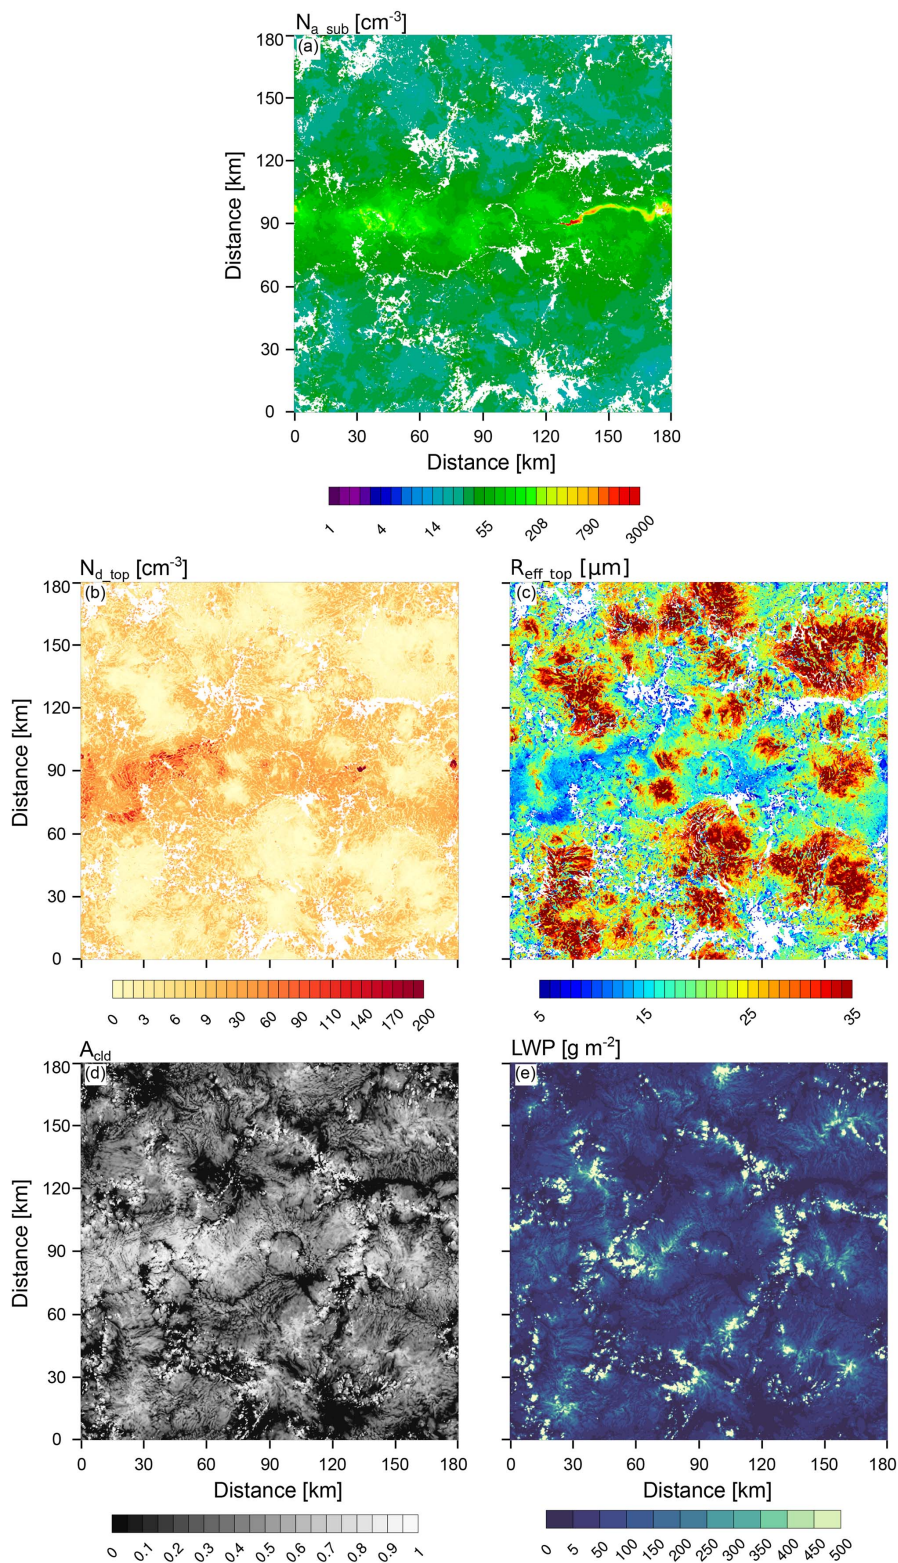 N_a_sub [cm^-3]
(a)
180
150
120
90
60
30
0
Distance [km]
0 30 60 90 120 150 180
Distance [km]
1 4 14 55 208 790 3000
N_d_top [cm^-3]
R_eff_top [μm]
(b)
(c)
180
150
120
90
60
30
0
Distance [km]
0 3 6 9 30 60 90 110 140 170 200
5 15 25 35
A_cld
LWP [g m^-2]
(d)
(e)
180
150
120
90
60
30
0
Distance [km]
0 30 60 90 120 150 180
0 30 60 90 120 150 180
Distance [km]
Distance [km]
0 0.1 0.2 0.3 0.4 0.5 0.6 0.7 0.8 0.9 1
0 5 50 100 150 200 250 300 350 400 450 500